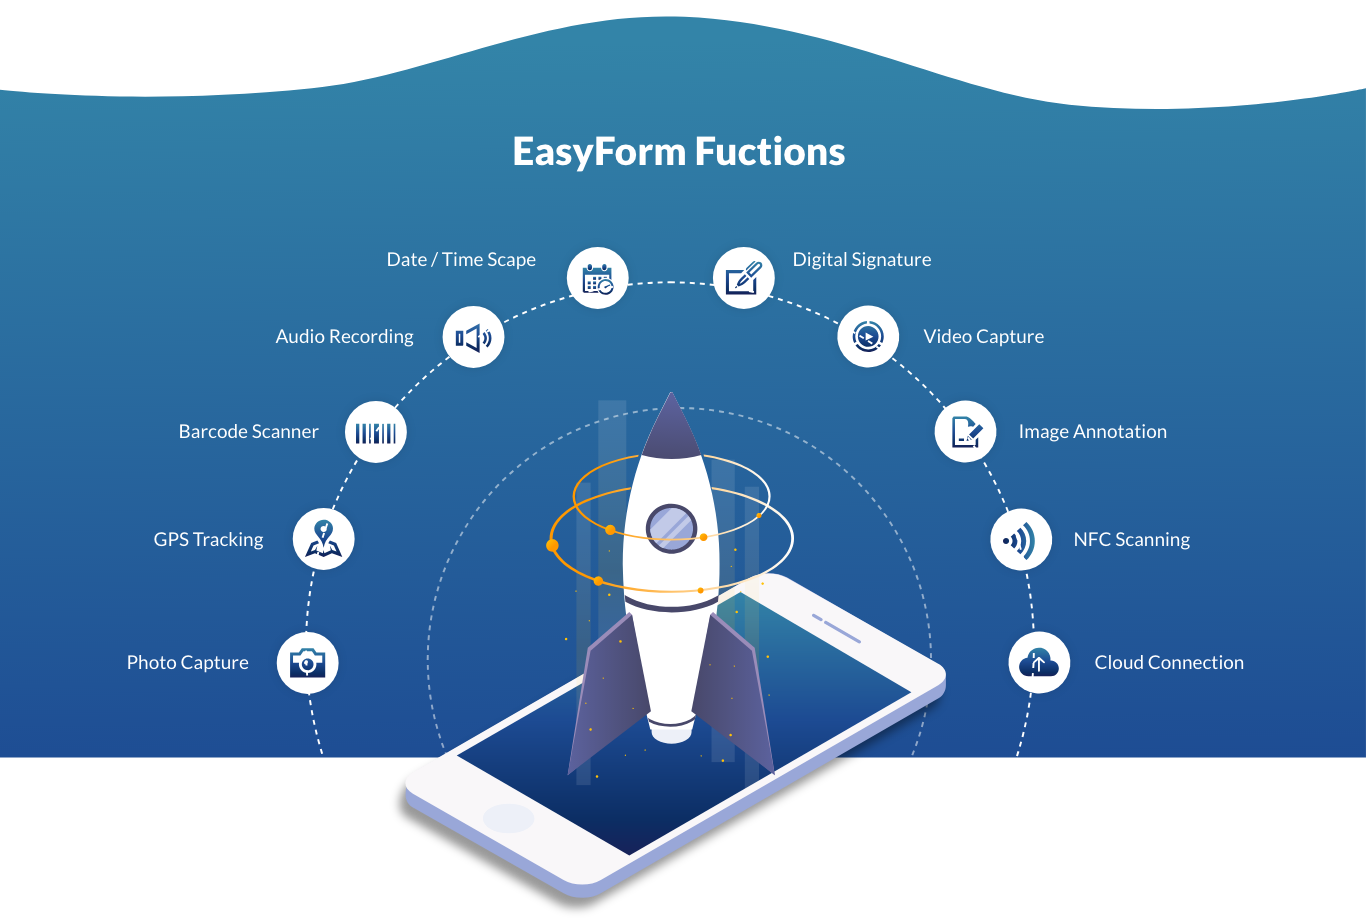 EasyForm Fuctions
Date / Time Scape
Digital Signature
Audio Recording
Video Capture
Barcode Scanner
Image Annotation
GPS Tracking
NFC Scanning
Photo Capture
Cloud Connection